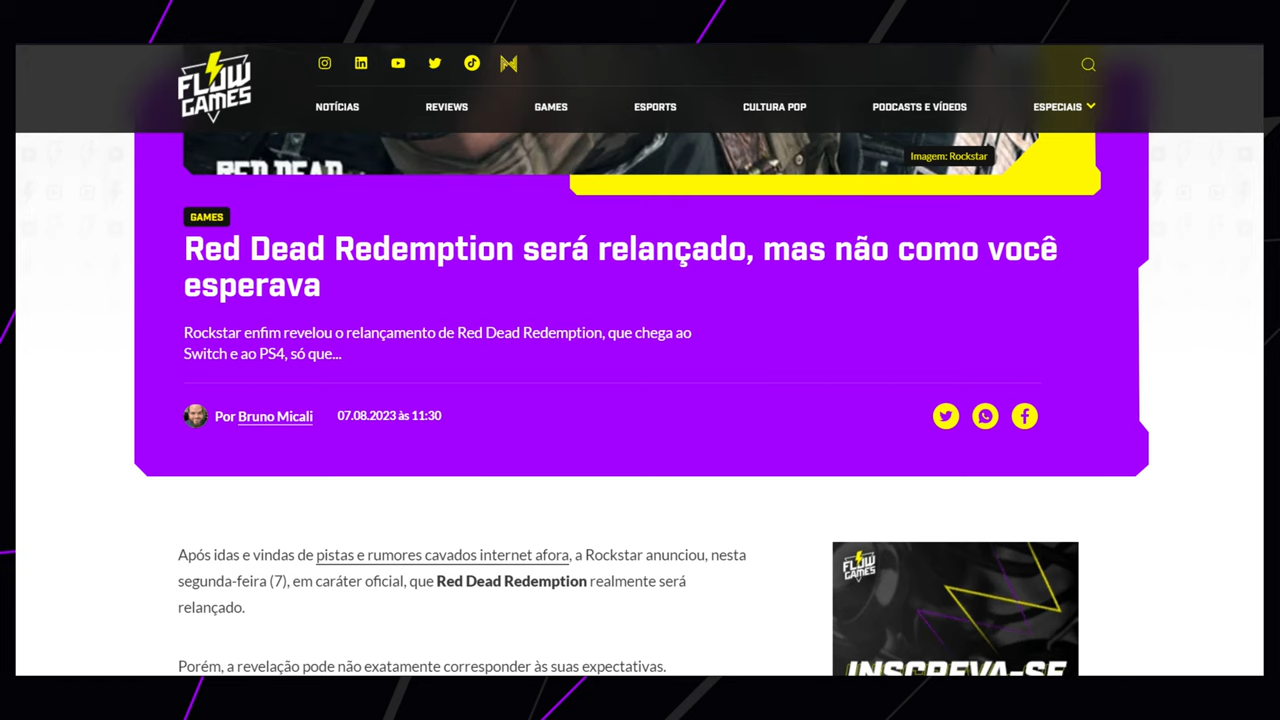 FLOW
GAMES
NOTÍCIAS
REVIEWS
GAMES
ESPORTS
CULTURA POP
PODCASTS E VÍDEOS
ESPECIAIS
RED DEAD
Imagem: Rockstar
GAMES
Red Dead Redemption será relançado, mas não como você
esperava
Rockstar enfim revelou o relançamento de Red Dead Redemption, que chega ao
Switch e ao PS4, só que...
Por Bruno Micali
07.08.2023 às 11:30
Após idas e vindas de pistas e rumores cavados internet afora, a Rockstar anunciou, nesta
segunda-feira (7), em caráter oficial, que Red Dead Redemption realmente será
relançado.
Porém, a revelação pode não exatamente corresponder às suas expectativas.
FLOW
GAMES
INSCREVA-SE